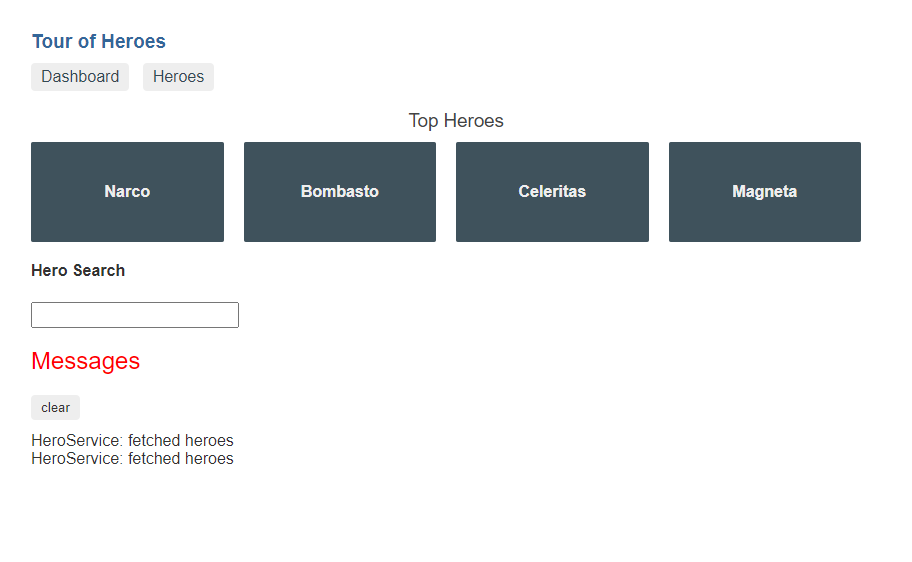 Tour of Heroes
Dashboard Heroes
Top Heroes
Narco Bombasto Celeritas Magneta
Hero Search
Messages
clear
HeroService: fetched heroes
HeroService: fetched heroes